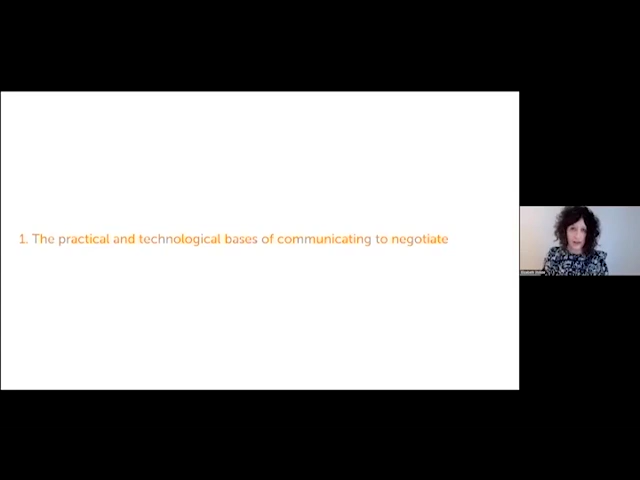 1. The practical and technological bases of communicating to negotiate